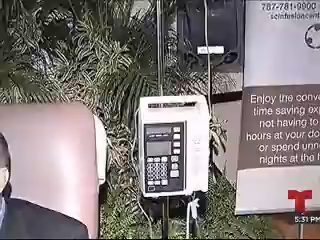 787-781-9900
Enjoy the conv
time saving exp
not having to
hours at your do
or spend unn
nights at the h
T
5:31 PM